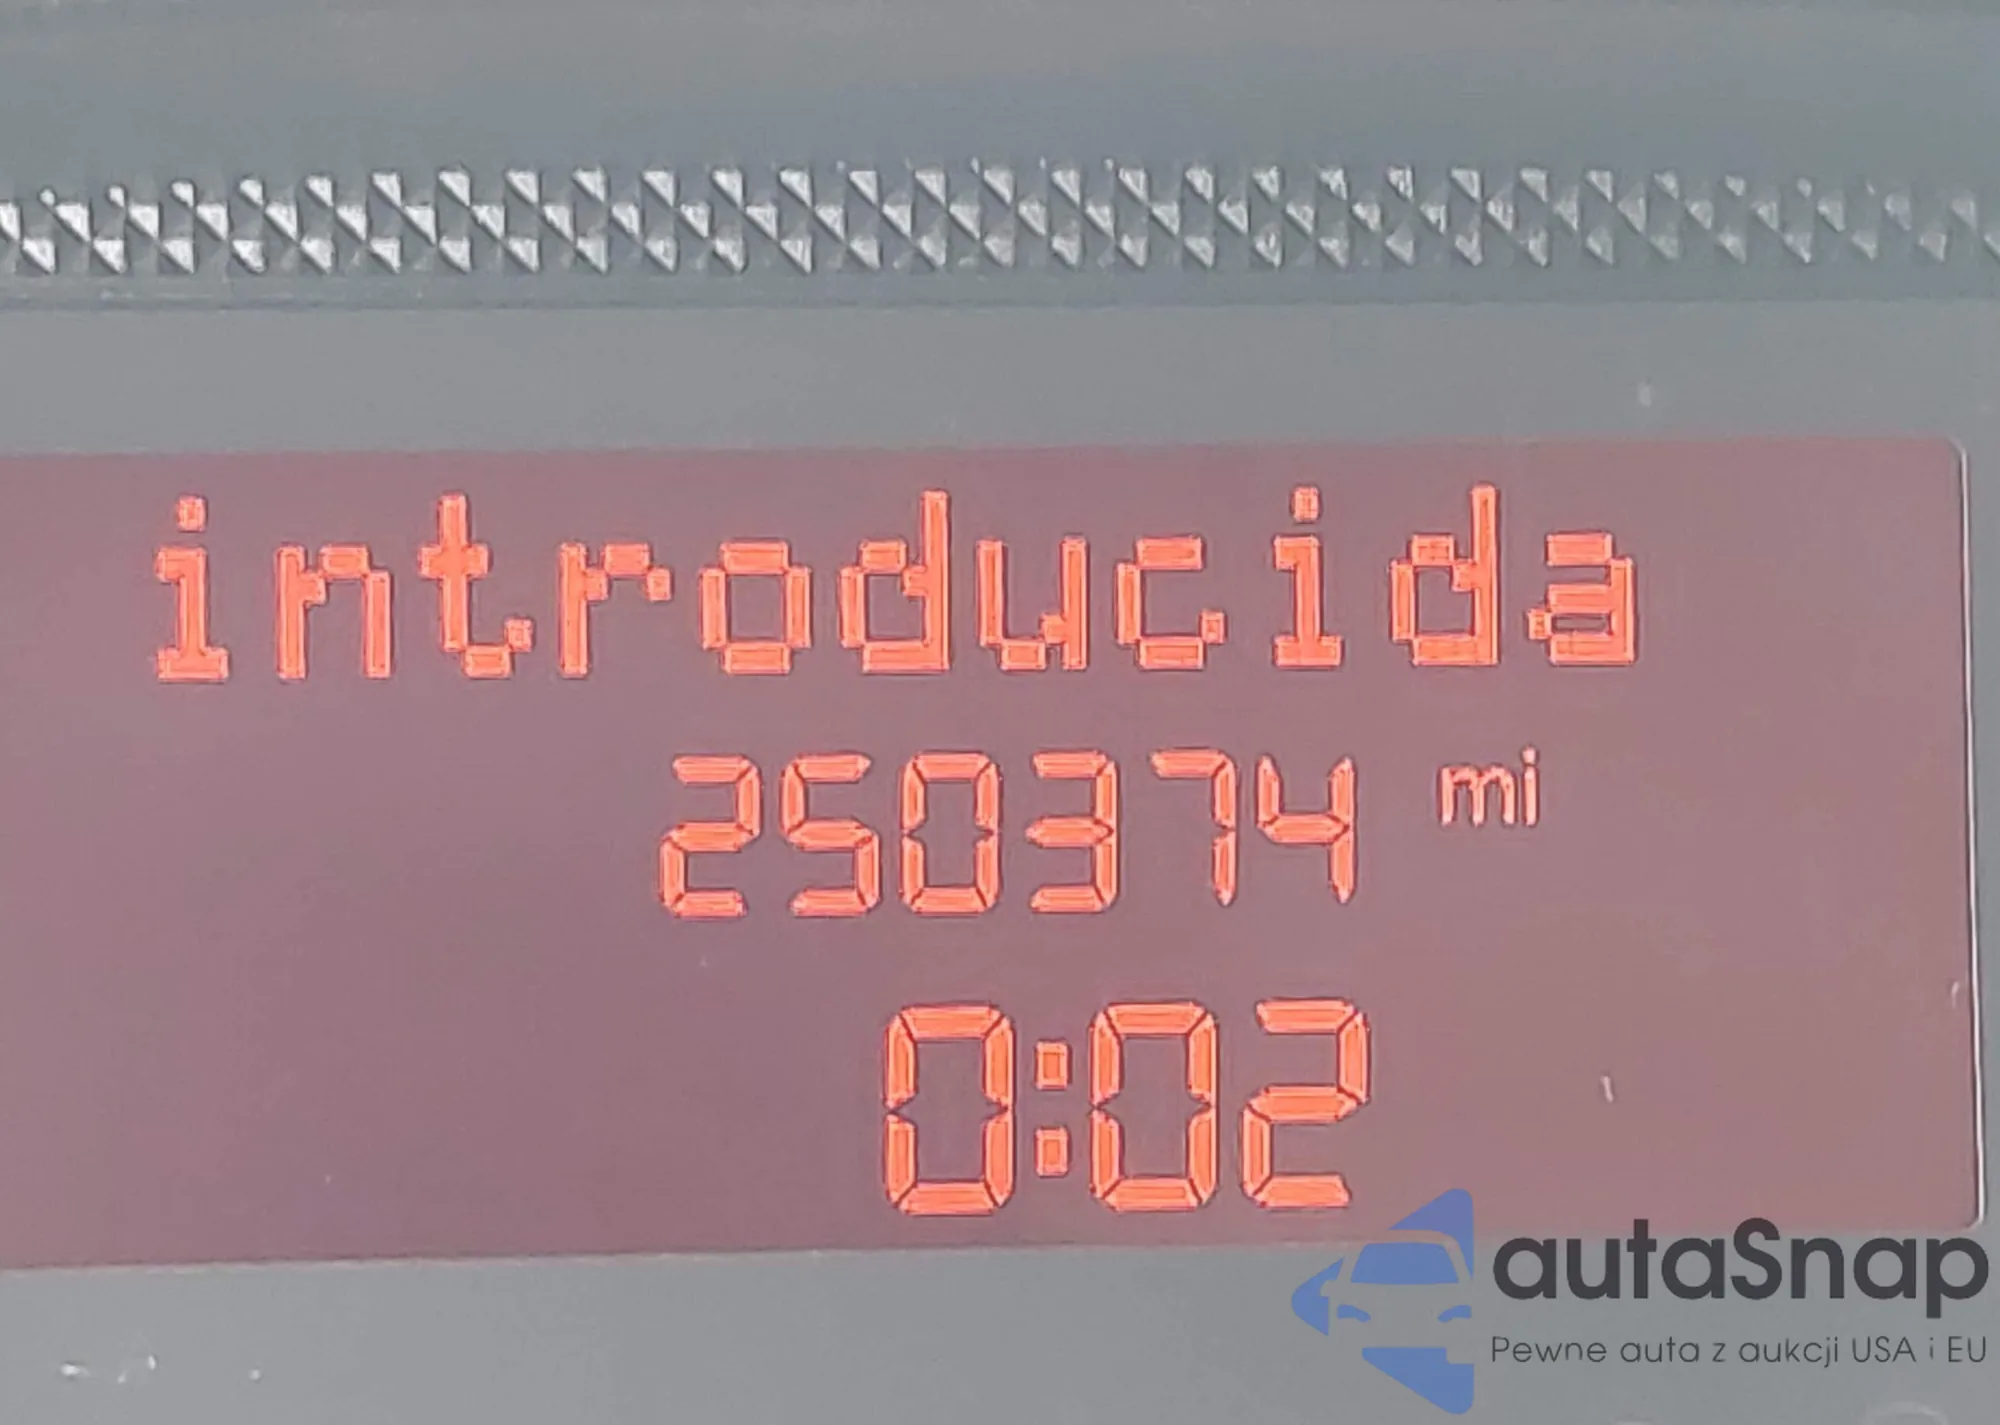 introducida
250374 mi
0:02
autaSnap
Pewne auta z aukcji USA i EU